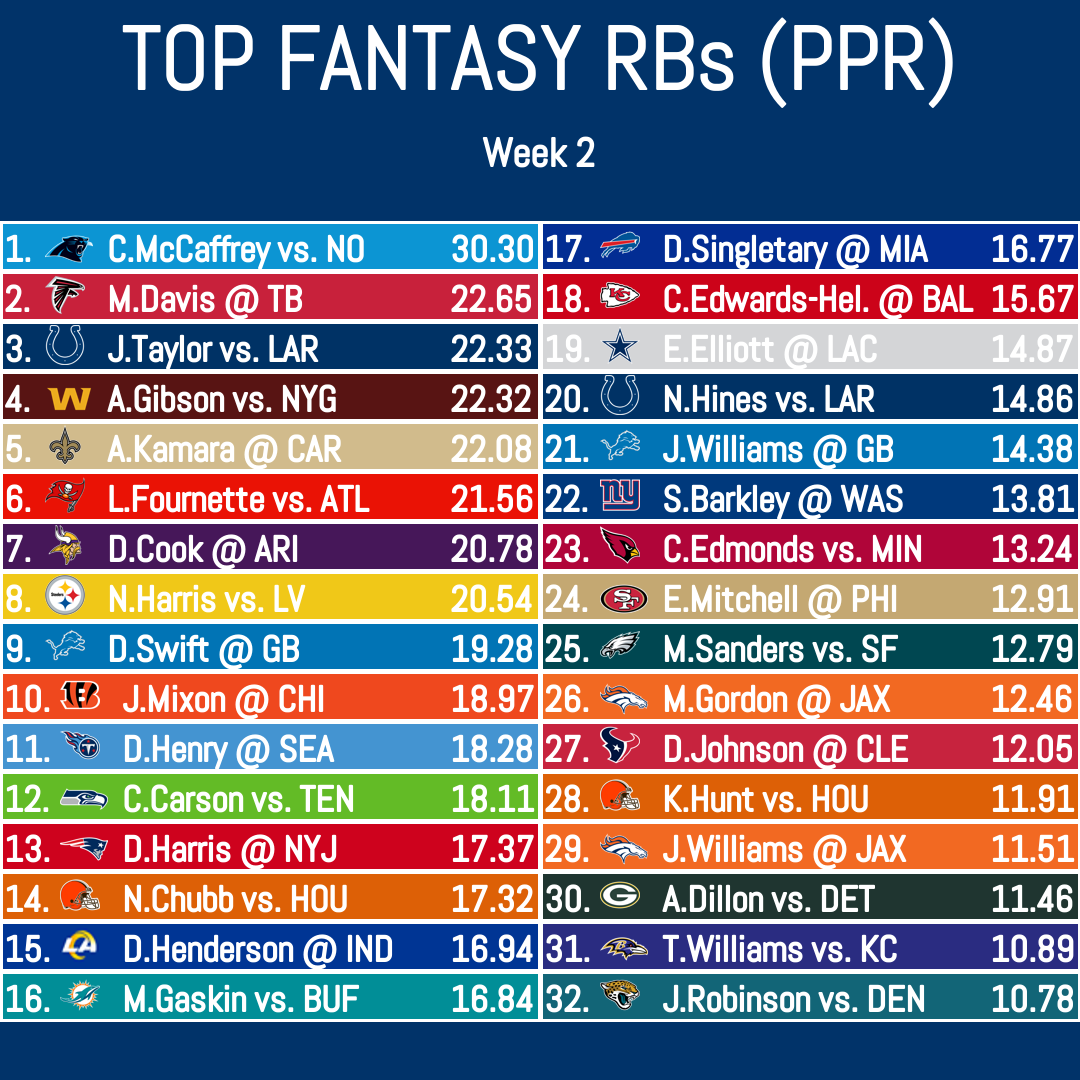 TOP FANTASY RBs (PPR)
Week 2
1. C.McCaffrey vs. NO 30.30
2. M.Davis @ TB 22.65
3. J.Taylor vs. LAR 22.33
4. A.Gibson vs. NYG 22.32
5. A.Kamara @ CAR 22.08
6. L.Fournette vs. ATL 21.56
7. D.Cook @ ARI 20.78
8. N.Harris vs. LV 20.54
9. D.Swift @ GB 19.28
10. J.Mixon @ CHI 18.97
11. D.Henry @ SEA 18.28
12. C.Carson vs. TEN 18.11
13. D.Harris @ NYJ 17.37
14. N.Chubb vs. HOU 17.32
15. D.Henderson @ IND 16.94
16. M.Gaskin vs. BUF 16.84
17. D.Singletary @ MIA 16.77
18. C.Edwards-Hel. @ BAL 15.67
19. E.Elliott @ LAC 14.87
20. N.Hines vs. LAR 14.86
21. J.Williams @ GB 14.38
22. S.Barkley @ WAS 13.81
23. C.Edmonds vs. MIN 13.24
24. E.Mitchell @ PHI 12.91
25. M.Sanders vs. SF 12.79
26. M.Gordon @ JAX 12.46
27. D.Johnson @ CLE 12.05
28. K.Hunt vs. HOU 11.91
29. J.Williams @ JAX 11.51
30. A.Dillon vs. DET 11.46
31. T.Williams vs. KC 10.89
32. J.Robinson vs. DEN 10.78